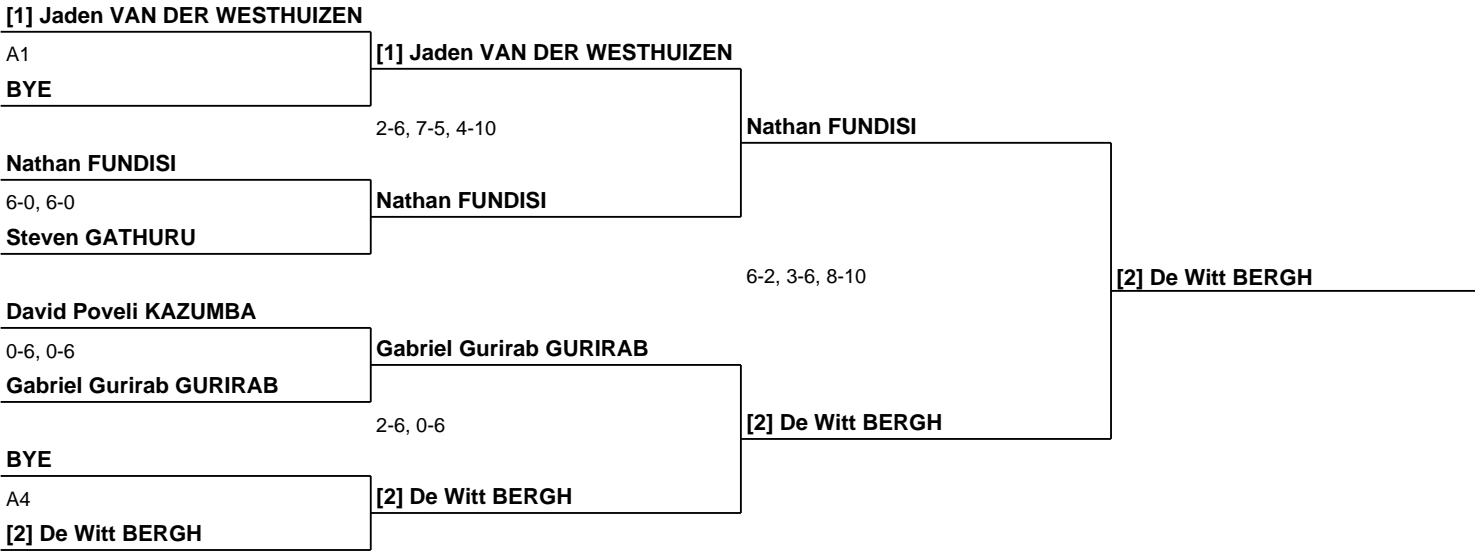 [1] Jaden VAN DER WESTHUIZEN
A1
[1] Jaden VAN DER WESTHUIZEN
BYE
2-6, 7-5, 4-10
Nathan FUNDISI
Nathan FUNDISI
6-0, 6-0
Nathan FUNDISI
Steven GATHURU
6-2, 3-6, 8-10
[2] De Witt BERGH
David Poveli KAZUMBA
0-6, 0-6
Gabriel Gurirab GURIRAB
Gabriel Gurirab GURIRAB
2-6, 0-6
[2] De Witt BERGH
BYE
A4
[2] De Witt BERGH
[2] De Witt BERGH